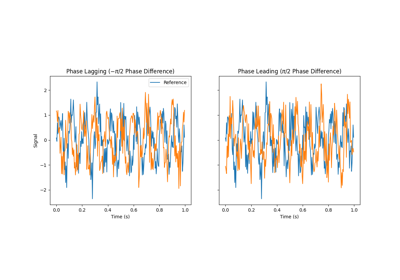 Phase Lagging (−π/2 Phase Difference)
Phase Leading (π/2 Phase Difference)
Reference
Signal
2
1
0
−1
−2
0.0 0.2 0.4 0.6 0.8 1.0
0.0 0.2 0.4 0.6 0.8 1.0
Time (s)
Time (s)